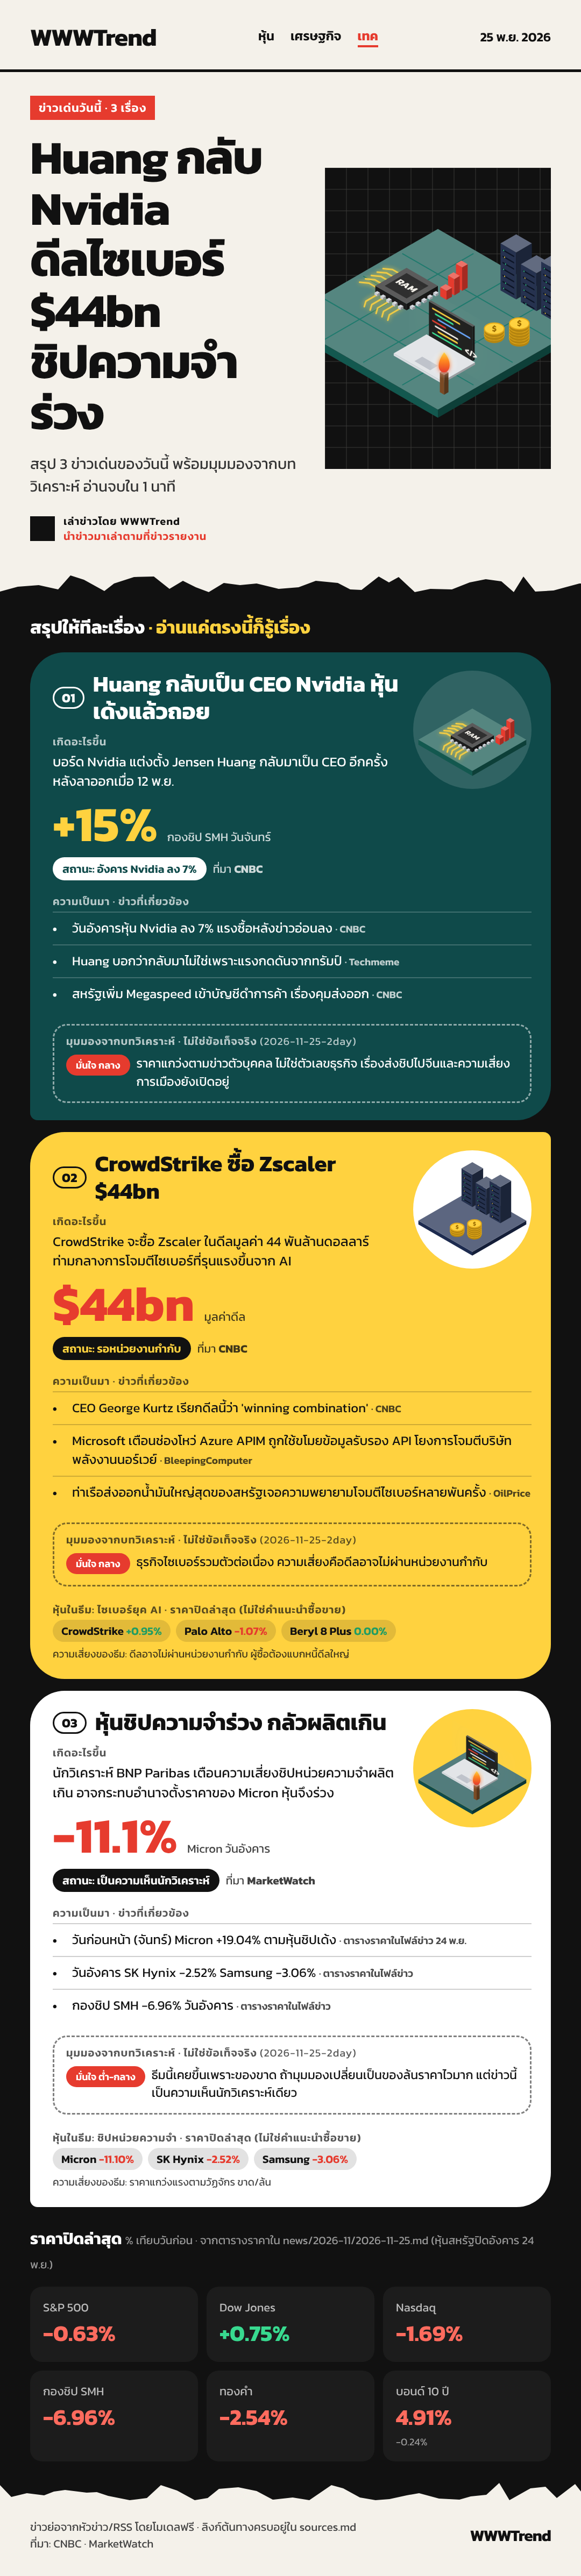 WWWTrend
หุ้น เศรษฐกิจ เทค
25 พ.ย. 2026
ข่าวเด่นวันนี้ · 3 เรื่อง
Huang กลับ
Nvidia
ดีลไซเบอร์
$44bn
ชิปความจำ
ร่วง
RAM
</>
$
$
สรุป 3 ข่าวเด่นของวันนี้ พร้อมมุมมองจากบท
วิเคราะห์ อ่านจบใน 1 นาที
เล่าข่าวโดย WWWTrend
นำข่าวมาเล่าตามที่ข่าวรายงาน
สรุปให้ทีละเรื่อง · อ่านแค่ตรงนี้ก็รู้เรื่อง
01
Huang กลับเป็น CEO Nvidia หุ้น
เด้งแล้วถอย
RAM
เกิดอะไรขึ้น
บอร์ด Nvidia แต่งตั้ง Jensen Huang กลับมาเป็น CEO อีกครั้ง
หลังลาออกเมื่อ 12 พ.ย.
+15% กองชิป SMH วันจันทร์
สถานะ: อังคาร Nvidia ลง 7% ที่มา CNBC
ความเป็นมา · ข่าวที่เกี่ยวข้อง
• วันอังคารหุ้น Nvidia ลง 7% แรงซื้อหลังข่าวอ่อนลง · CNBC
• Huang บอกว่ากลับมาไม่ใช่เพราะแรงกดดันจากทรัมป์ · Techmeme
• สหรัฐเพิ่ม Megaspeed เข้าบัญชีดำการค้า เรื่องคุมส่งออก · CNBC
มุมมองจากบทวิเคราะห์ · ไม่ใช่ข้อเท็จจริง (2026-11-25-2day)
มั่นใจ กลาง ราคาแกว่งตามข่าวตัวบุคคล ไม่ใช่ตัวเลขธุรกิจ เรื่องส่งชิปไปจีนและความเสี่ยง
การเมืองยังเปิดอยู่
02
CrowdStrike ซื้อ Zscaler
$44bn
เกิดอะไรขึ้น
CrowdStrike จะซื้อ Zscaler ในดีลมูลค่า 44 พันล้านดอลลาร์
ท่ามกลางการโจมตีไซเบอร์ที่รุนแรงขึ้นจาก AI
$44bn มูลค่าดีล
สถานะ: รอหน่วยงานกำกับ ที่มา CNBC
ความเป็นมา · ข่าวที่เกี่ยวข้อง
• CEO George Kurtz เรียกดีลนี้ว่า 'winning combination' · CNBC
• Microsoft เตือนช่องโหว่ Azure APIM ถูกใช้ขโมยข้อมูลรับรอง API โยงการโจมตีบริษัท
พลังงานนอร์เวย์ · BleepingComputer
• ท่าเรือส่งออกน้ำมันใหญ่สุดของสหรัฐเจอความพยายามโจมตีไซเบอร์หลายพันครั้ง · OilPrice
มุมมองจากบทวิเคราะห์ · ไม่ใช่ข้อเท็จจริง (2026-11-25-2day)
มั่นใจ กลาง ธุรกิจไซเบอร์รวมตัวต่อเนื่อง ความเสี่ยงคือดีลอาจไม่ผ่านหน่วยงานกำกับ
หุ้นในธีม: ไซเบอร์ยุค AI · ราคาปิดล่าสุด (ไม่ใช่คำแนะนำซื้อขาย)
CrowdStrike +0.95% Palo Alto -1.07% Beryl 8 Plus 0.00%
ความเสี่ยงของธีม: ดีลอาจไม่ผ่านหน่วยงานกำกับ ผู้ซื้อต้องแบกหนี้ดีลใหญ่
03
หุ้นชิปความจำร่วง กลัวผลิตเกิน
เกิดอะไรขึ้น
นักวิเคราะห์ BNP Paribas เตือนความเสี่ยงชิปหน่วยความจำผลิต
เกิน อาจกระทบอำนาจตั้งราคาของ Micron หุ้นจึงร่วง
-11.1% Micron วันอังคาร
สถานะ: เป็นความเห็นนักวิเคราะห์ ที่มา MarketWatch
ความเป็นมา · ข่าวที่เกี่ยวข้อง
• วันก่อนหน้า (จันทร์) Micron +19.04% ตามหุ้นชิปเด้ง · ตารางราคาในไฟล์ข่าว 24 พ.ย.
• วันอังคาร SK Hynix -2.52% Samsung -3.06% · ตารางราคาในไฟล์ข่าว
• กองชิป SMH -6.96% วันอังคาร · ตารางราคาในไฟล์ข่าว
มุมมองจากบทวิเคราะห์ · ไม่ใช่ข้อเท็จจริง (2026-11-25-2day)
มั่นใจ ต่ำ-กลาง ธีมนี้เคยขึ้นเพราะของขาด ถ้ามุมมองเปลี่ยนเป็นของล้นราคาไวมาก แต่ข่าวนี้
เป็นความเห็นนักวิเคราะห์เดียว
หุ้นในธีม: ชิปหน่วยความจำ · ราคาปิดล่าสุด (ไม่ใช่คำแนะนำซื้อขาย)
Micron -11.10% SK Hynix -2.52% Samsung -3.06%
ความเสี่ยงของธีม: ราคาแกว่งแรงตามวัฏจักร ขาด/ล้น
ราคาปิดล่าสุด % เทียบวันก่อน · จากตารางราคาใน news/2026-11/2026-11-25.md (หุ้นสหรัฐปิดอังคาร 24
พ.ย.)
S&P 500 Dow Jones Nasdaq
-0.63% +0.75% -1.69%
กองชิป SMH ทองคำ บอนด์ 10 ปี
-6.96% -2.54% 4.91%
-0.24%
ข่าวย่อจากหัวข่าว/RSS โดยโมเดลฟรี · ลิงก์ต้นทางครบอยู่ใน sources.md
ที่มา: CNBC · MarketWatch
WWWTrend